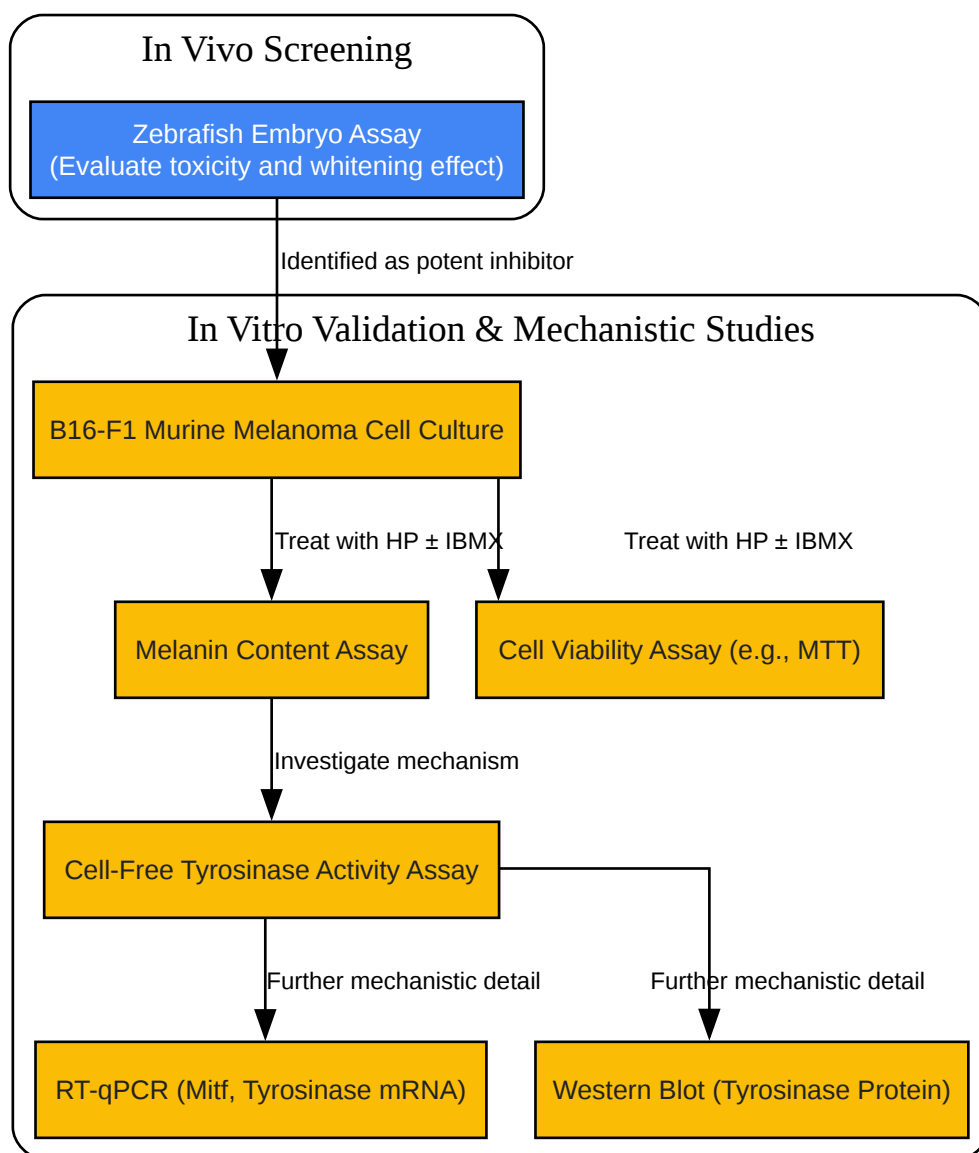 In Vivo Screening
Zebrafish Embryo Assay
(Evaluate toxicity and whitening effect)
Identified as potent inhibitor
In Vitro Validation & Mechanistic Studies
B16-F1 Murine Melanoma Cell Culture
Treat with HP ± IBMX
Treat with HP ± IBMX
Melanin Content Assay
Cell Viability Assay (e.g., MTT)
Investigate mechanism
Cell-Free Tyrosinase Activity Assay
Further mechanistic detail
Further mechanistic detail
RT-qPCR (Mitf, Tyrosinase mRNA)
Western Blot (Tyrosinase Protein)